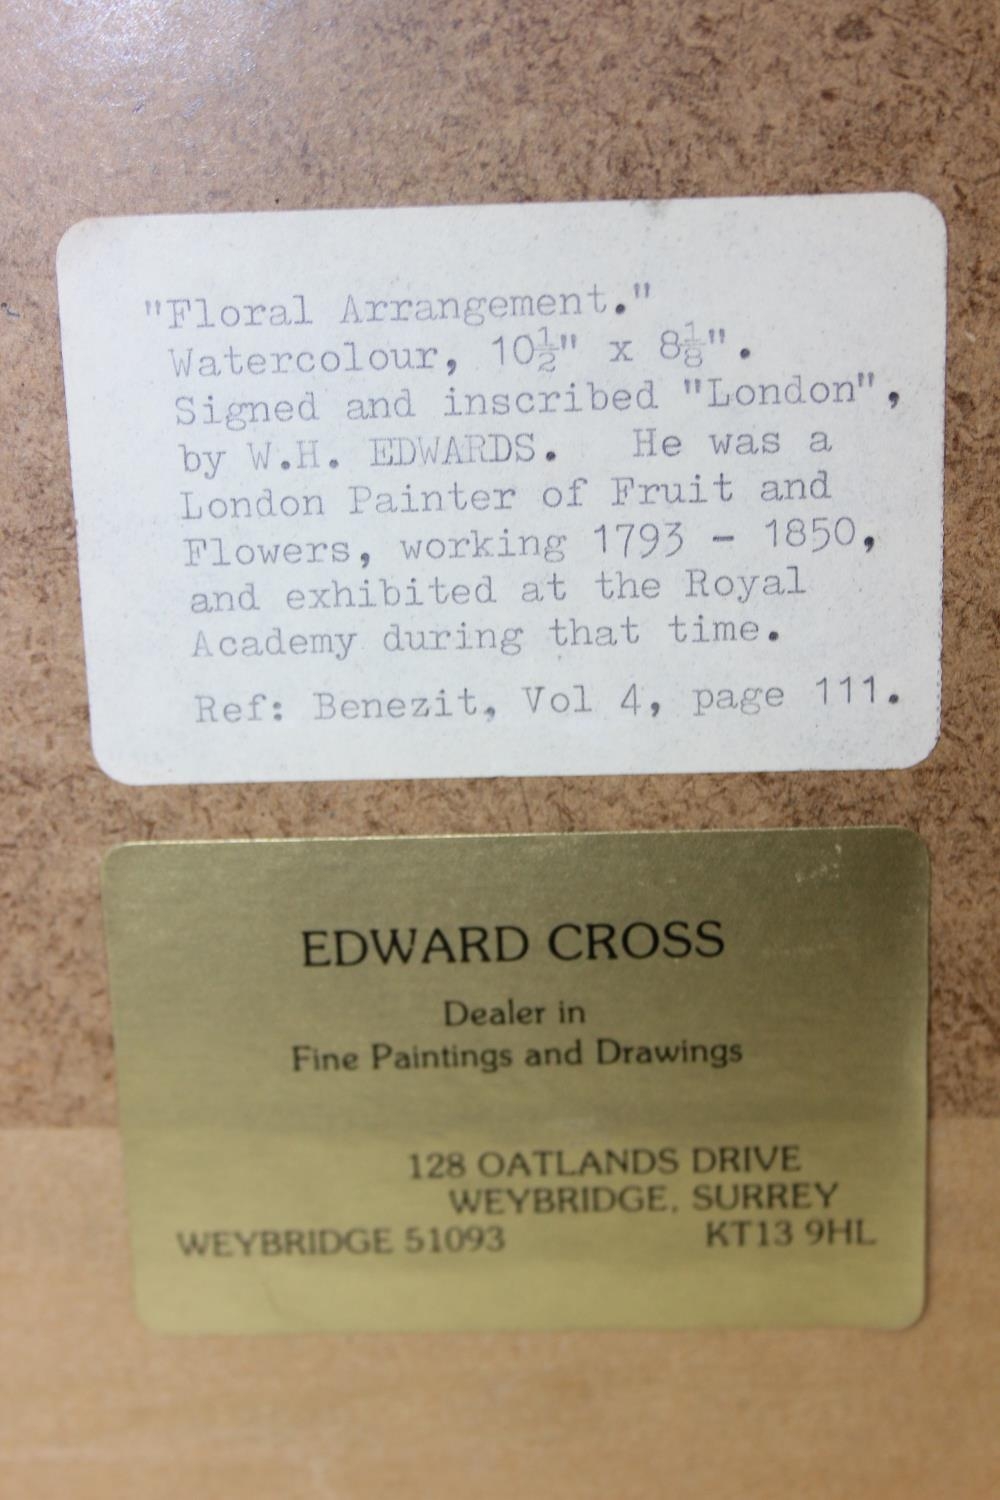 "Floral Arrangement."
Watercolour, 10½" x 8⅛".
Signed and inscribed "London",
by W.H. EDWARDS. He was a
London Painter of Fruit and
Flowers, working 1793 - 1850,
and exhibited at the Royal
Academy during that time.
Ref: Benezit, Vol 4, page 111.
EDWARD CROSS
Dealer in
Fine Paintings and Drawings
128 OATLANDS DRIVE
WEYBRIDGE, SURREY
WEYBRIDGE 51093 KT13 9HL